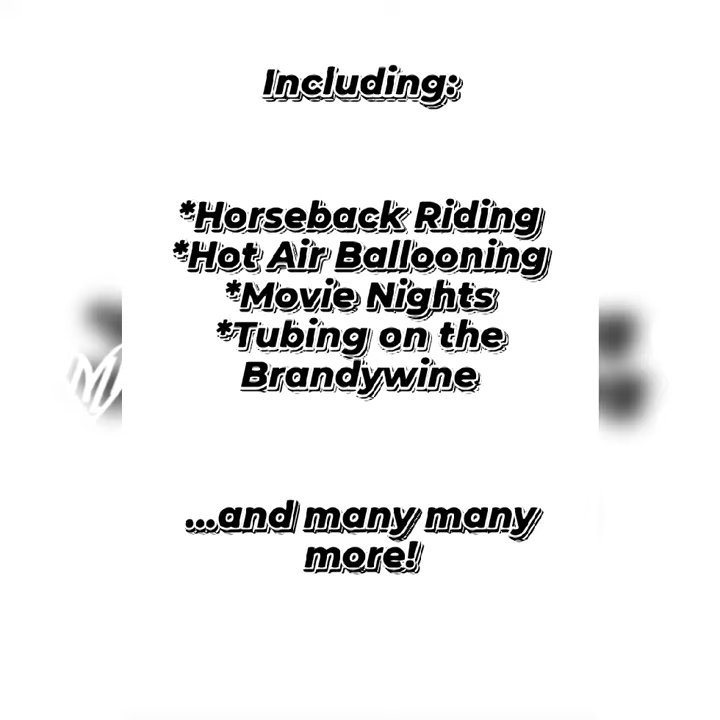 Including:
*Horseback Riding
*Hot Air Ballooning
*Movie Nights
*Tubing on the
Brandywine
...and many many
more!